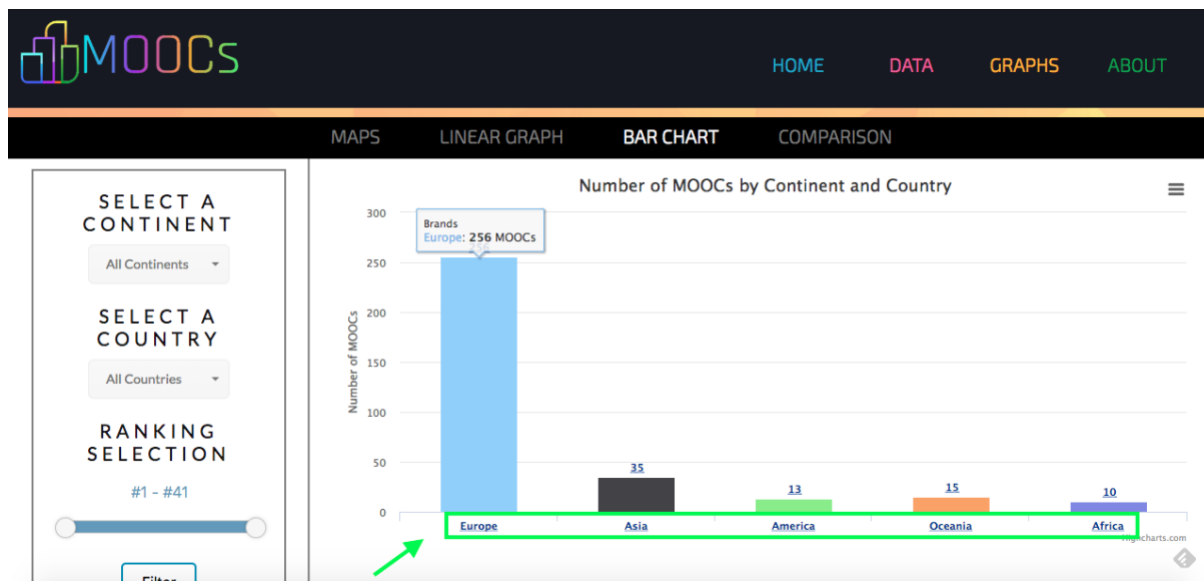 MOOCs
HOME DATA GRAPHS ABOUT
MAPS LINEAR GRAPH BAR CHART COMPARISON
SELECT A
CONTINENT
All Continents
SELECT A
COUNTRY
All Countries
RANKING
SELECTION
#1 - #41
Filter
Number of MOOCs by Continent and Country
Number of MOOCs
300
250
200
150
100
50
0
Brands
Europe: 256 MOOCs
35
13
15
10
Europe Asia America Oceania Africa
Highcharts.com